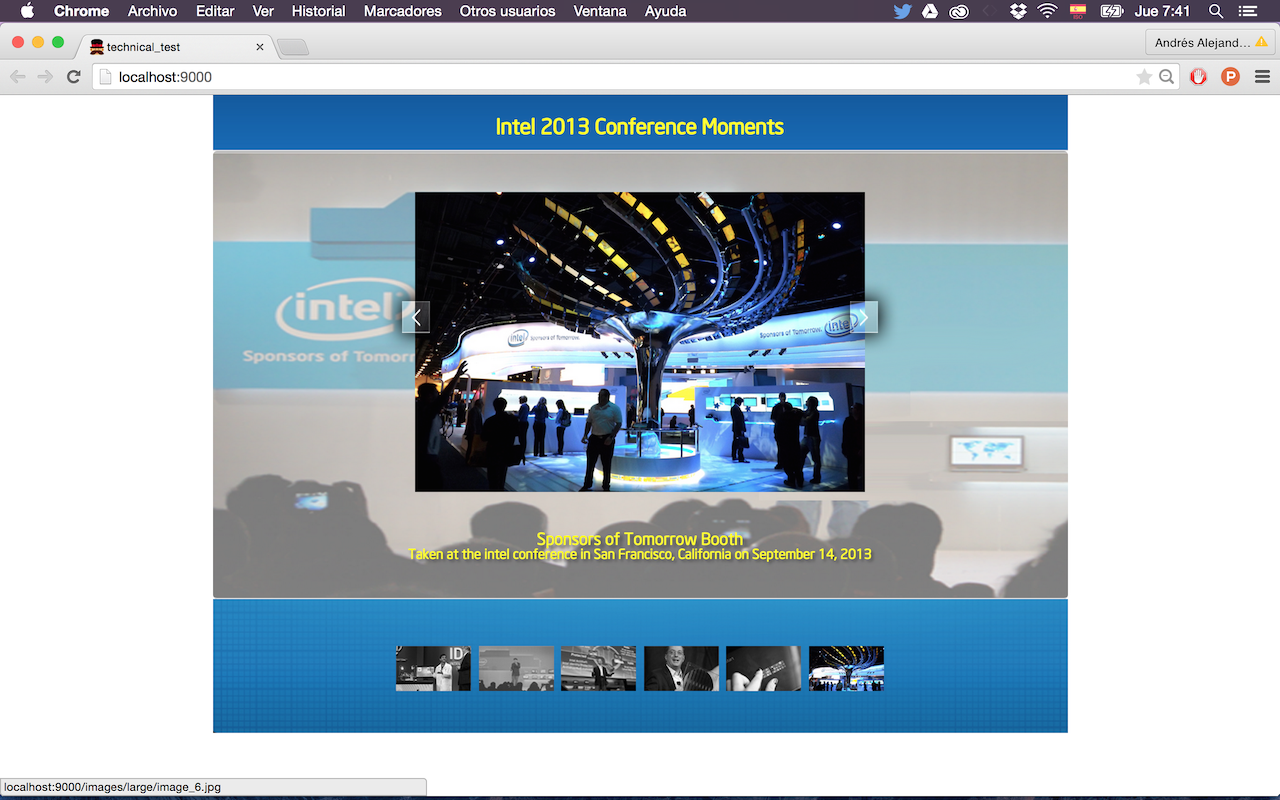 Chrome Archivo Editar Ver Historial Marcadores Otros usuarios Ventana Ayuda Jue 7:41
technical_test
Andrés Alejand...
localhost:9000
Intel 2013 Conference Moments
intel
Sponsors of Tomorr
intel Sponsors of Tomorrow.
Sponsors of Tomorrow. intel
Sponsors of Tomorrow Booth
Taken at the intel conference in San Francisco, California on September 14, 2013
ID
localhost:9000/images/large/image_6.jpg